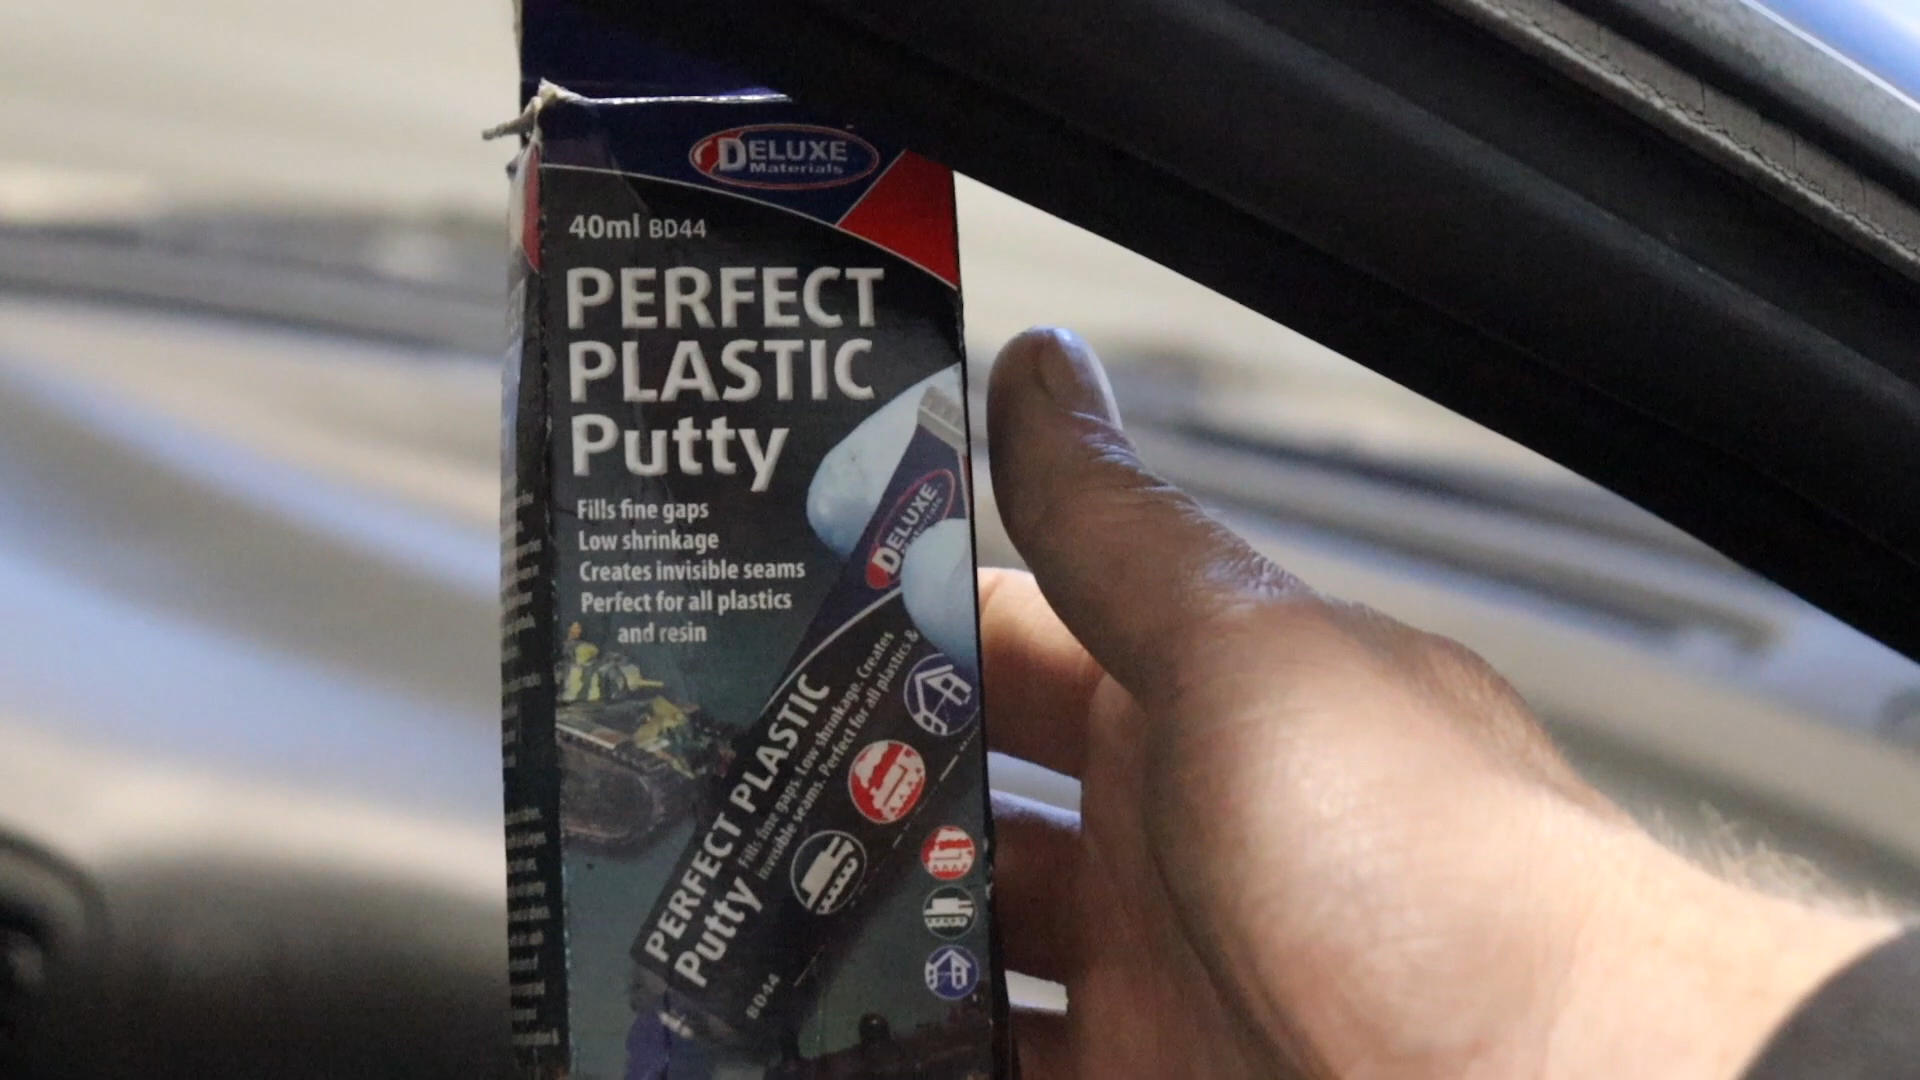 DELUXE
Materials
40ml BD44
PERFECT
PLASTIC
Putty
Fills fine gaps
Low shrinkage
Creates invisible seams
Perfect for all plastics
and resin
DELUXE
PERFECT PLASTIC
Putty
Fills fine gaps. Low shrinkage. Creates
invisible seams. Perfect for all plastics &
BD44